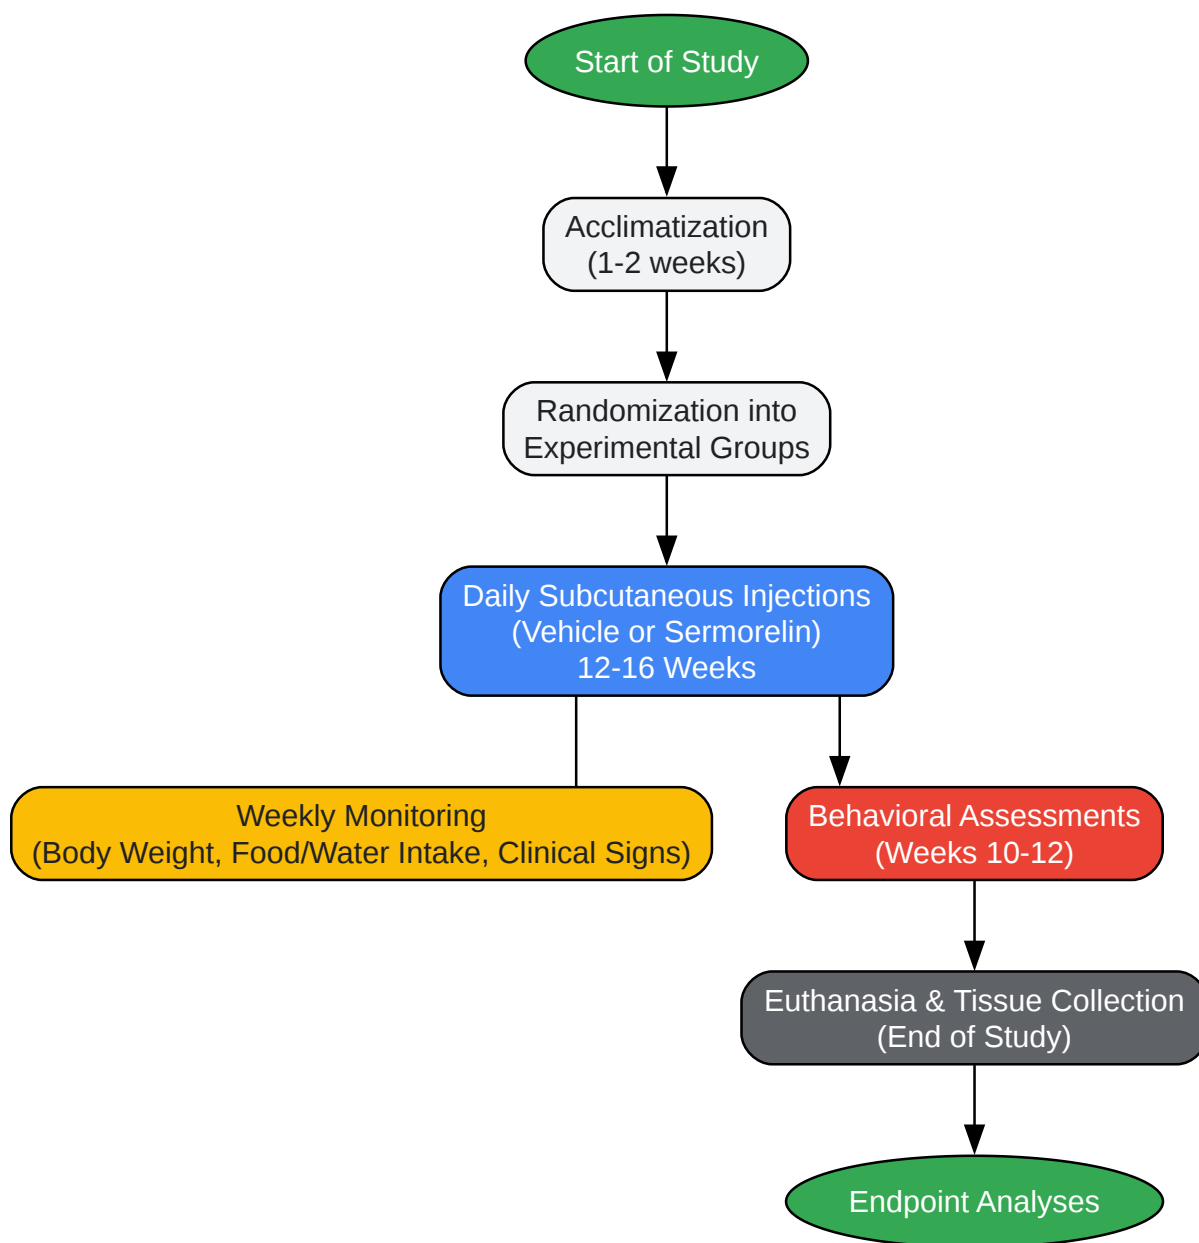 Start of Study
Acclimatization
(1-2 weeks)
Randomization into
Experimental Groups
Daily Subcutaneous Injections
(Vehicle or Sermorelin)
12-16 Weeks
Weekly Monitoring
(Body Weight, Food/Water Intake, Clinical Signs)
Behavioral Assessments
(Weeks 10-12)
Euthanasia & Tissue Collection
(End of Study)
Endpoint Analyses